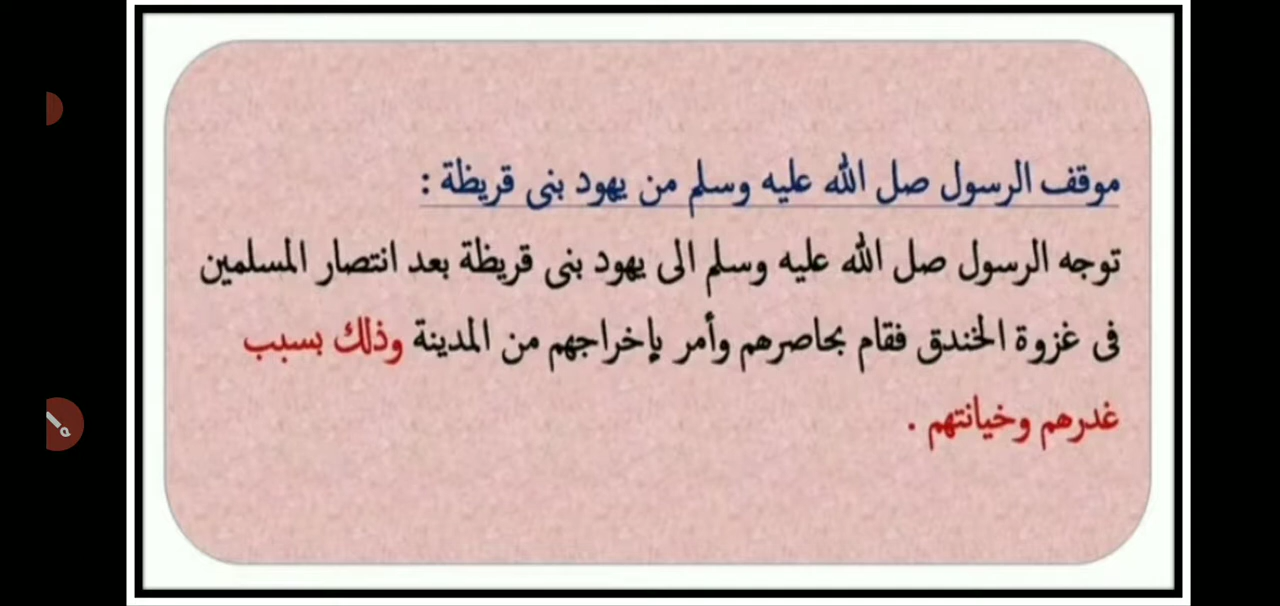 موقف الرسول صل الله عليه وسلم من يهود بنى قريظة :
توجه الرسول صل الله عليه وسلم الى يهود بنى قريظة بعد انتصار المسلمين
فى غزوة الخندق فقام بحاصرهم وأمر بإخراجهم من المدينة وذلك بسبب
غدرهم وخيانتهم .